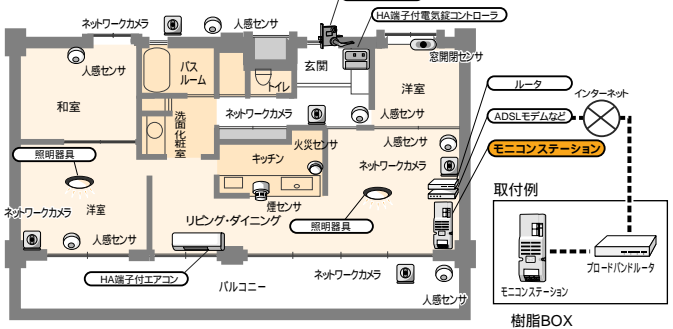 ネットワークカメラ
人感センサ
HA端子付電気錠コントローラ
窓開閉センサ
人感センサ
バス
ルーム
トイレ
玄関
洋室
和室
洗面化粧室
ネットワークカメラ
人感センサ
ルータ
インターネット
ADSLモデムなど
火災センサ
人感センサ
モニコンステーション
照明器具
キッチン
ネットワークカメラ
取付例
ネットワークカメラ
洋室
煙センサ
リビング・ダイニング
照明器具
人感センサ
HA端子付エアコン
バルコニー
ネットワークカメラ
人感センサ
ブロードバンドルータ
モニコンステーション
樹脂BOX